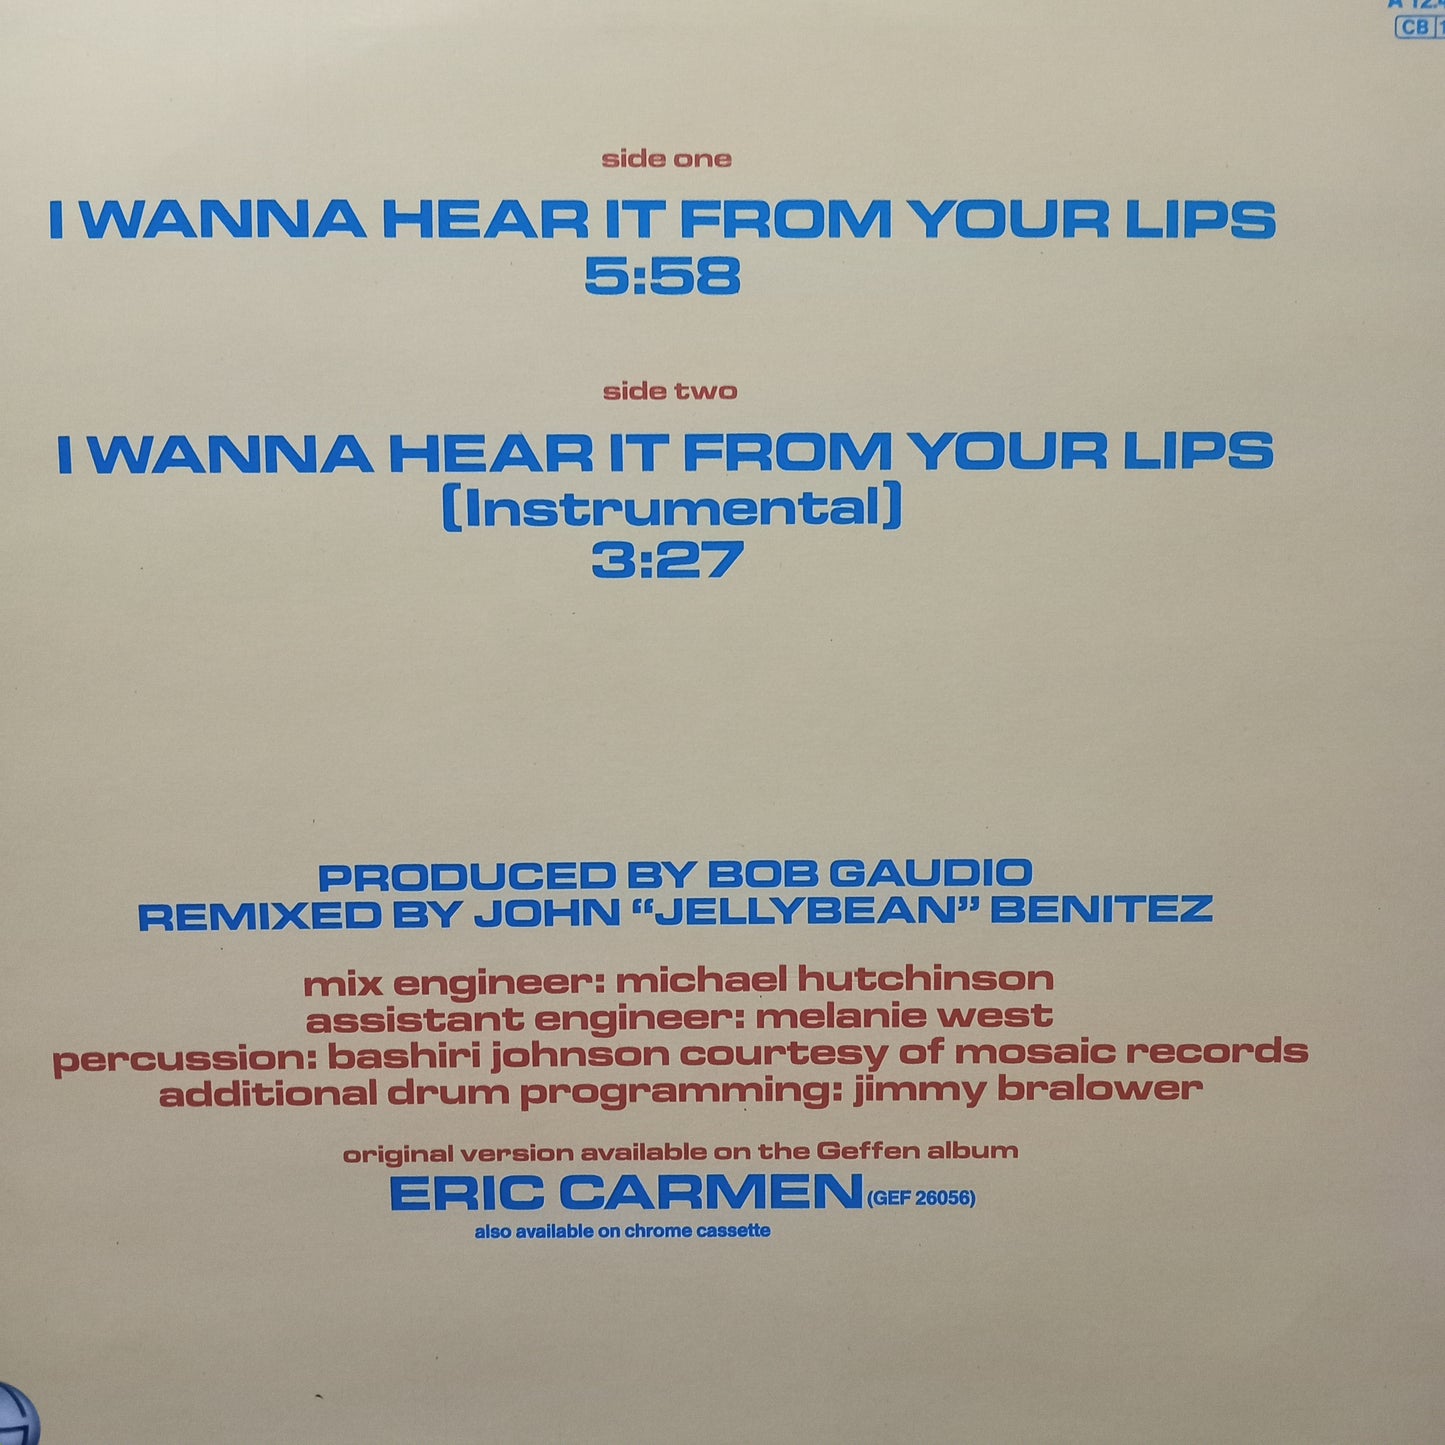 CB
side one
I WANNA HEAR IT FROM YOUR LIPS
5:58
side two
I WANNA HEAR IT FROM YOUR LIPS
(Instrumental)
3:27
PRODUCED BY BOB GAUDIO
REMIXED BY JOHN “JELLYBEAN” BENITEZ
mix engineer: michael hutchinson
assistant engineer: melanie west
percussion: bashiri johnson courtesy of mosaic records
additional drum programming: jimmy bralower
original version available on the Geffen album
ERIC CARMEN (GEF 26056)
also available on chrome cassette